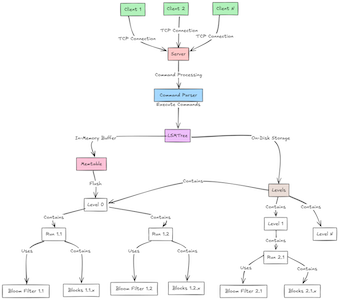 Client 1
Client 2
Client X
TCP Connection
TCP Connection
TCP Connection
Server
Command Processing
Command Parser
Execute Commands
LSMTree
In-Memory Buffer
On-Disk Storage
Memtable
Flush
Contains
Levels
Level 0
Contains
Contains
Contains
Contains
Level 1
Level Y
Run 1.1
Run 1.2
Contains
Run 2.1
Uses
Contains
Uses
Contains
Uses
Contains
Bloom Filter 1.1
Blocks 1.1.x
Bloom Filter 1.2
Blocks 1.2.x
Bloom Filter 2.1
Blocks 2.1.x